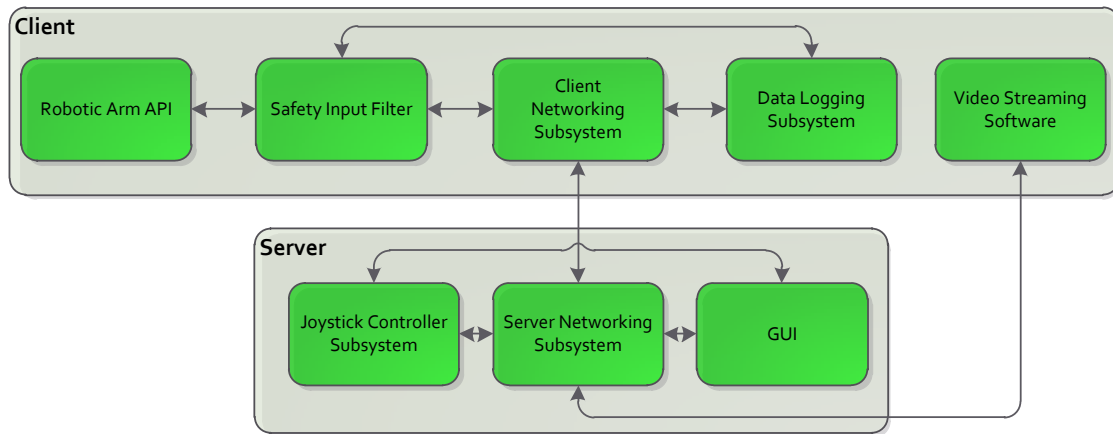 Client
Robotic Arm API
Safety Input Filter
Client
Networking
Subsystem
Data Logging
Subsystem
Video Streaming
Software
Server
Joystick Controller
Subsystem
Server Networking
Subsystem
GUI